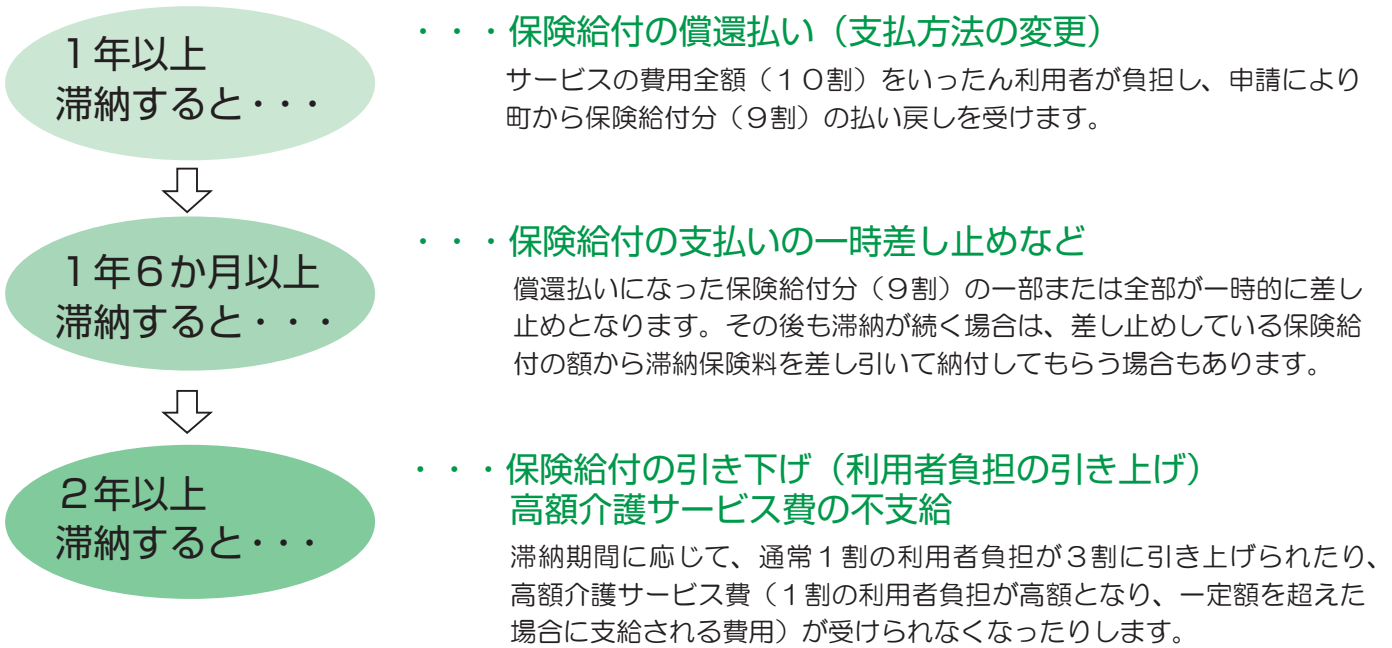 １年以上
滞納すると・・・
・・・保険給付の償還払い（支払方法の変更）
サービスの費用全額（１０割）をいったん利用者が負担し、申請により
町から保険給付分（９割）の払い戻しを受けます。
１年６か月以上
滞納すると・・・
・・・保険給付の支払いの一時差し止めなど
償還払いになった保険給付分（９割）の一部または全部が一時的に差し
止めとなります。その後も滞納が続く場合は、差し止めしている保険給
付の額から滞納保険料を差し引いて納付してもらう場合もあります。
２年以上
滞納すると・・・
・・・保険給付の引き下げ（利用者負担の引き上げ）
高額介護サービス費の不支給
滞納期間に応じて、通常１割の利用者負担が３割に引き上げられたり、
高額介護サービス費（１割の利用者負担が高額となり、一定額を超えた
場合に支給される費用）が受けられなくなったりします。